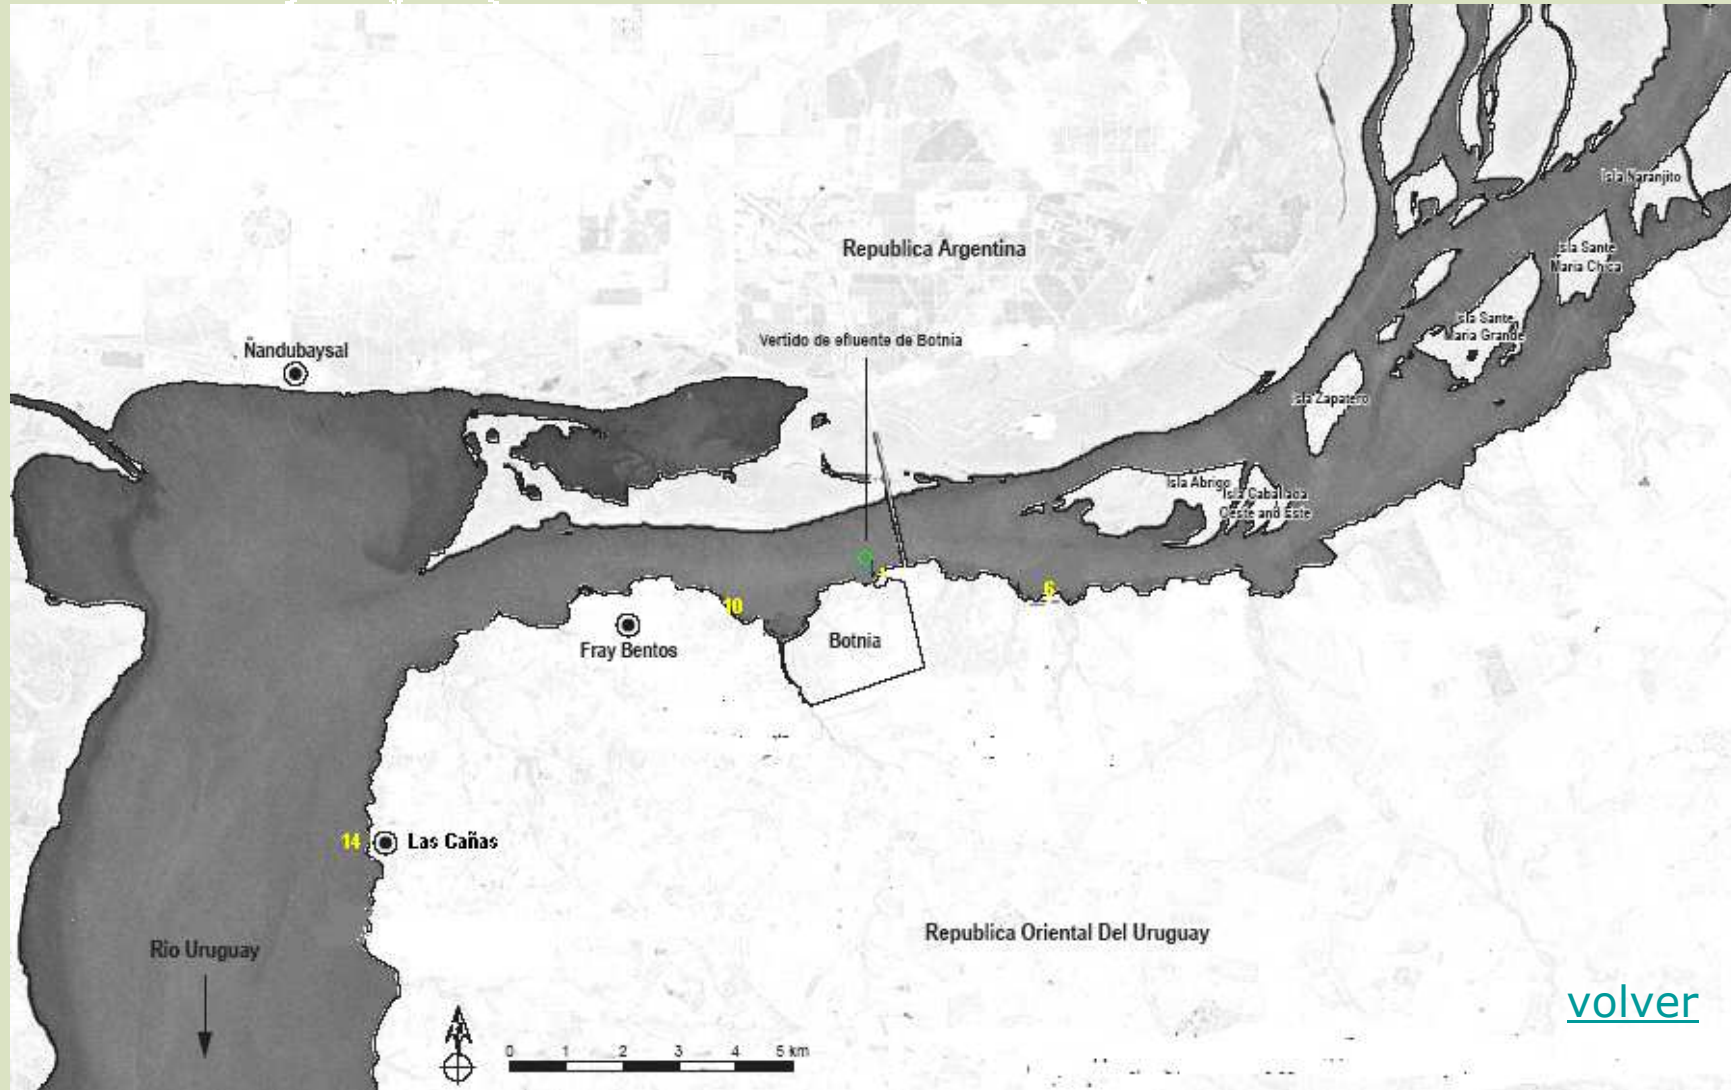 Isla Naranjito
Isla Sante
Maria Chica
Republica Argentina
Isla Sante
Maria Grande
Vertido de efluente de Botnia
Ñandubaysal
Isla Zapatero
Isla Abrigo
Isla Caballada
Oeste and Este
6
10
Botnia
Fray Bentos
14
Las Cañas
Republica Oriental Del Uruguay
Rio Uruguay
volver
0 1 2 3 4 5 km